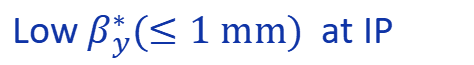 Low β*y(≤ 1 mm) at IP